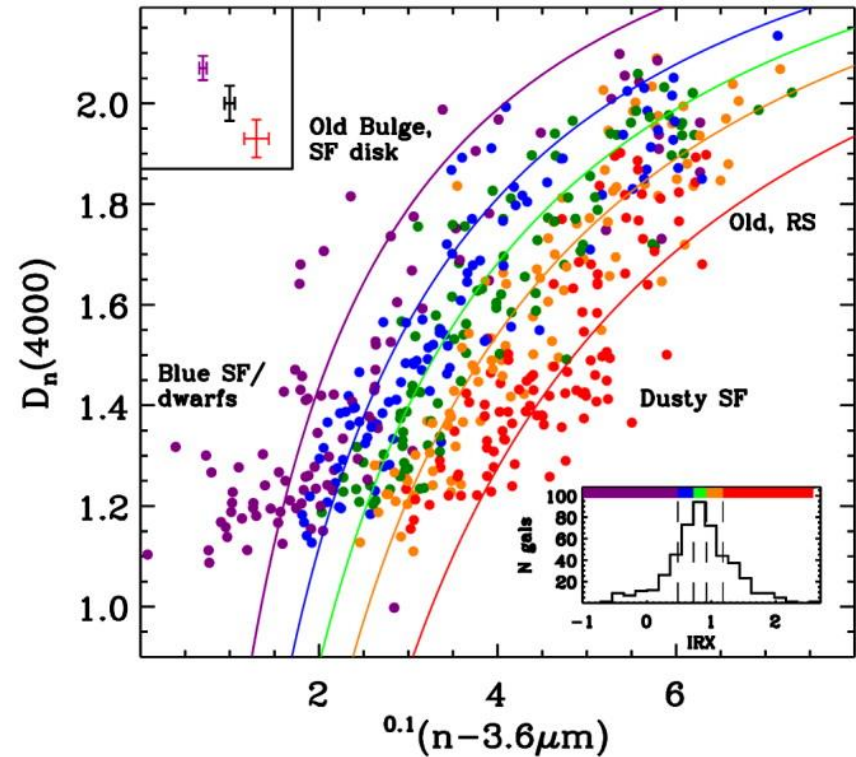 Old Bulge,
SF disk
Old, RS
Blue SF/
dwarfs
Dusty SF
D_n(4000)
2.0
1.8
1.6
1.4
1.2
1.0
2
4
6
^{0.1}(n−3.6μm)
N gals
100
80
60
40
20
-1
0
1
2
IRX